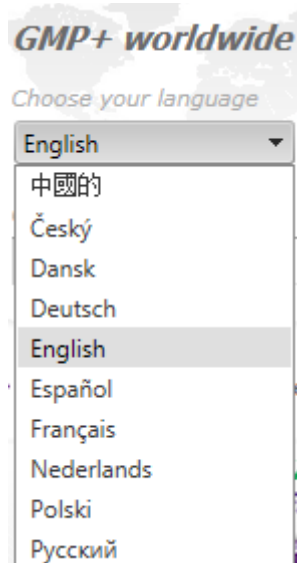 GMP+ worldwide
Choose your language
English
中國的
Český
Dansk
Deutsch
English
Español
Français
Nederlands
Polski
Русский